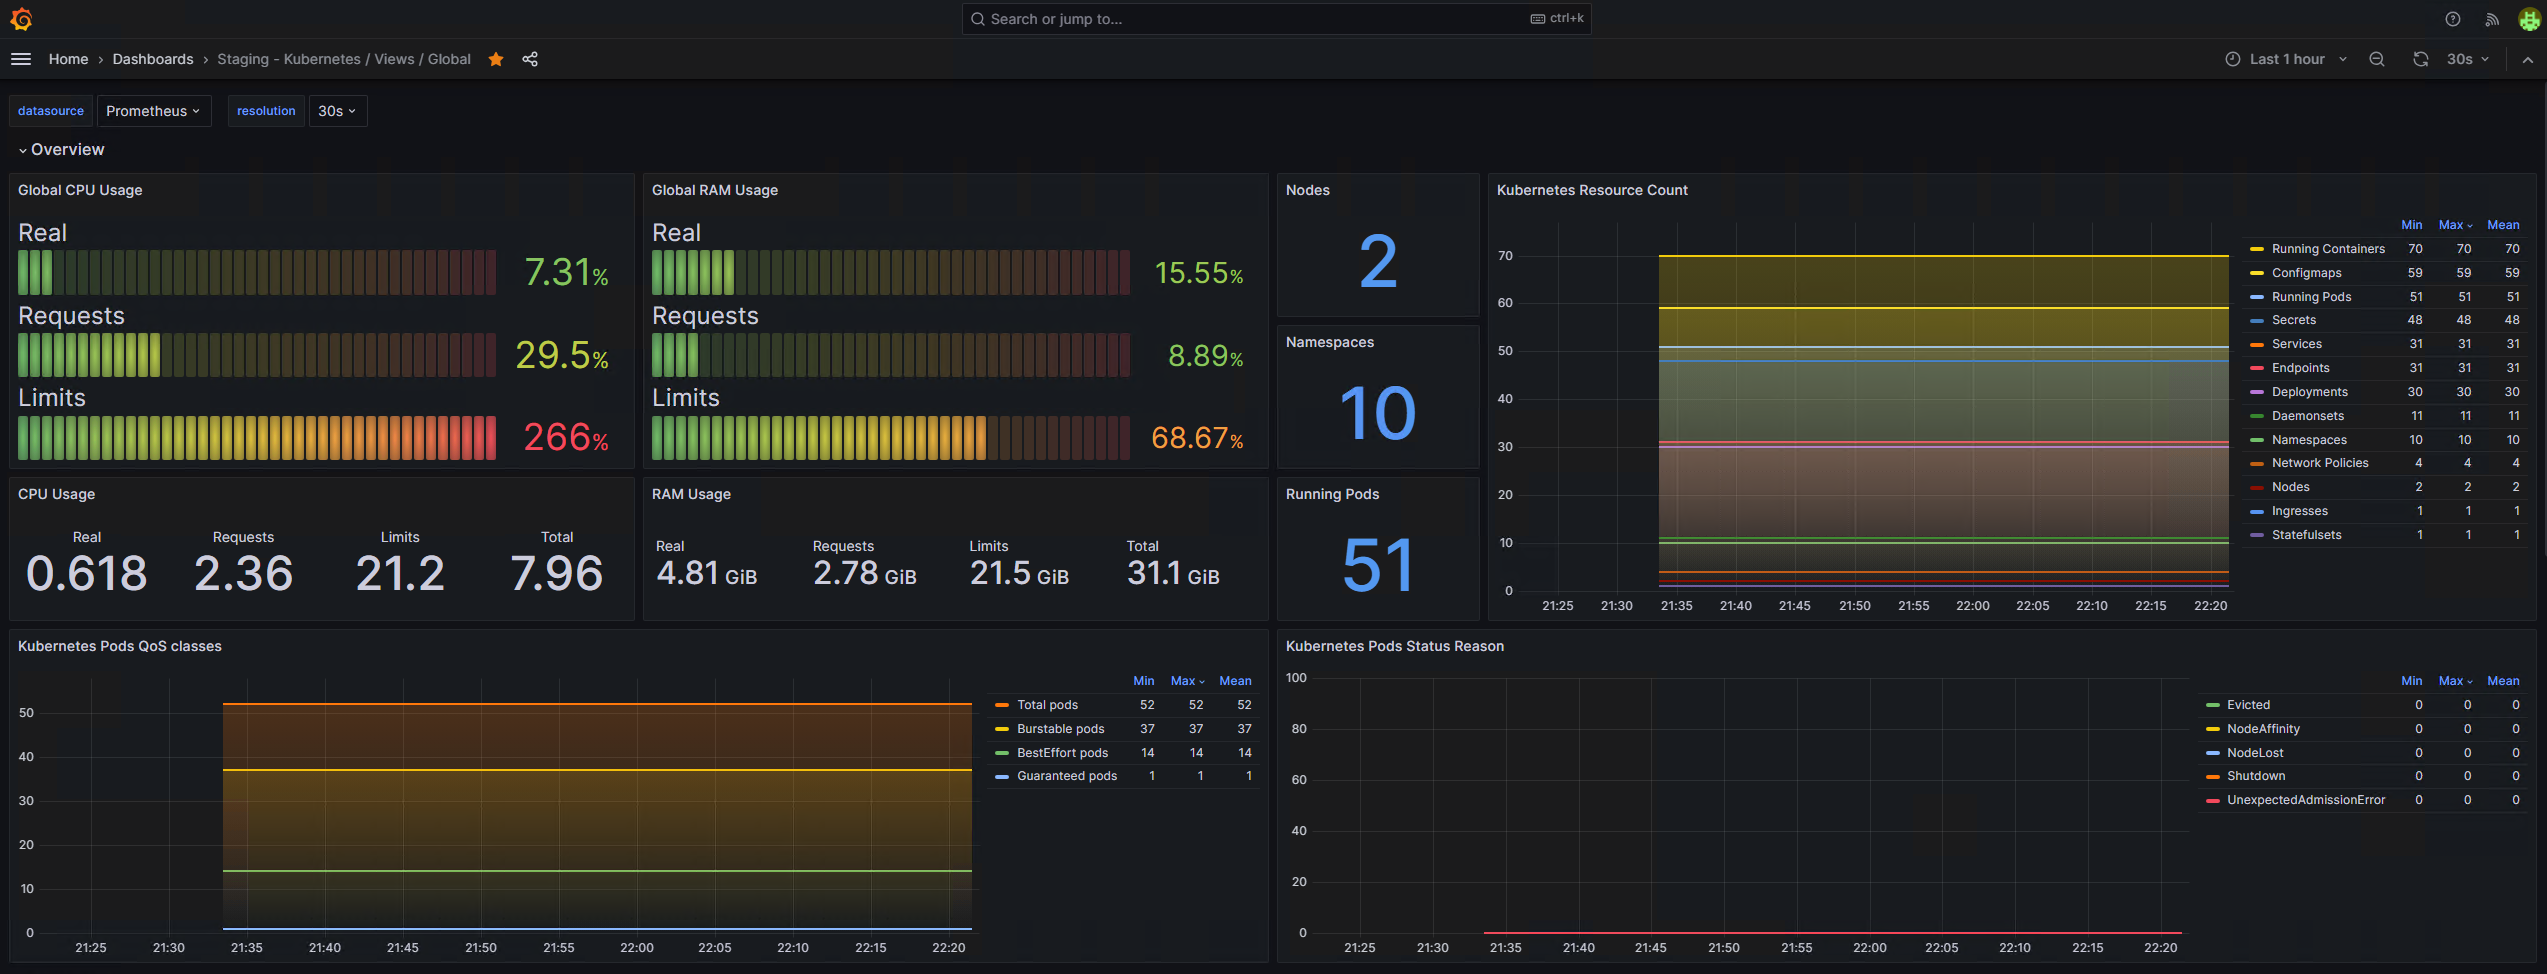 Search or jump to...
ctrl+k
Home › Dashboards › Staging - Kubernetes / Views / Global
Last 1 hour
30s
datasource Prometheus resolution 30s
Overview
Global CPU Usage
Real
7.31%
Requests
29.5%
Limits
266%
Global RAM Usage
Real
15.55%
Requests
8.89%
Limits
68.67%
Nodes
2
Namespaces
10
Kubernetes Resource Count
70
60
50
40
30
20
10
0
21:25 21:30 21:35 21:40 21:45 21:50 21:55 22:00 22:05 22:10 22:15 22:20
Min Max Mean
Running Containers 70 70 70
Configmaps 59 59 59
Running Pods 51 51 51
Secrets 48 48 48
Services 31 31 31
Endpoints 31 31 31
Deployments 30 30 30
Daemonsets 11 11 11
Namespaces 10 10 10
Network Policies 4 4 4
Nodes 2 2 2
Ingresses 1 1 1
Statefulsets 1 1 1
CPU Usage
Real Requests Limits Total
0.618 2.36 21.2 7.96
RAM Usage
Real Requests Limits Total
4.81 GiB 2.78 GiB 21.5 GiB 31.1 GiB
Running Pods
51
Kubernetes Pods QoS classes
50
40
30
20
10
0
21:25 21:30 21:35 21:40 21:45 21:50 21:55 22:00 22:05 22:10 22:15 22:20
Min Max Mean
Total pods 52 52 52
Burstable pods 37 37 37
BestEffort pods 14 14 14
Guaranteed pods 1 1 1
Kubernetes Pods Status Reason
100
80
60
40
20
0
21:25 21:30 21:35 21:40 21:45 21:50 21:55 22:00 22:05 22:10 22:15 22:20
Min Max Mean
Evicted 0 0 0
NodeAffinity 0 0 0
NodeLost 0 0 0
Shutdown 0 0 0
UnexpectedAdmissionError 0 0 0